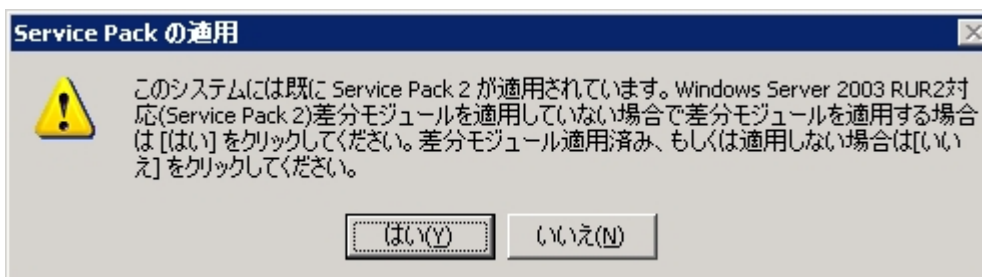 Service Pack の適用
このシステムには既に Service Pack 2 が適用されています。Windows Server 2003 RUR2対
応(Service Pack 2)差分モジュールを適用していない場合で差分モジュールを適用する場合
は [はい] をクリックしてください。差分モジュール適用済み、もしくは適用しない場合は[いい
え] をクリックしてください。
はい(Y) いいえ(N)